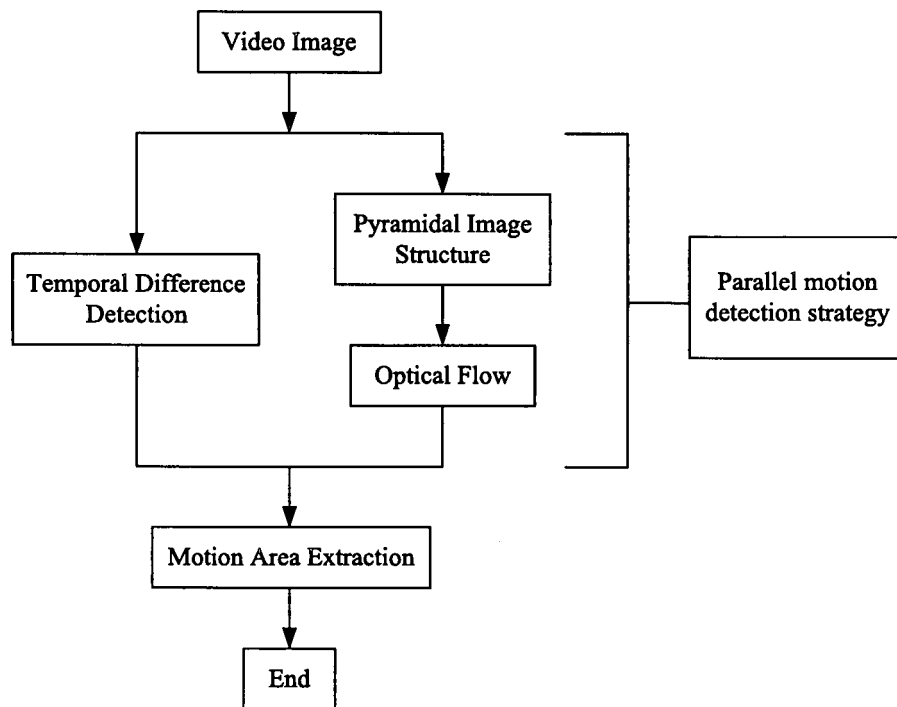 Video Image
Pyramidal Image
Structure
Temporal Difference
Detection
Parallel motion
detection strategy
Optical Flow
Motion Area Extraction
End